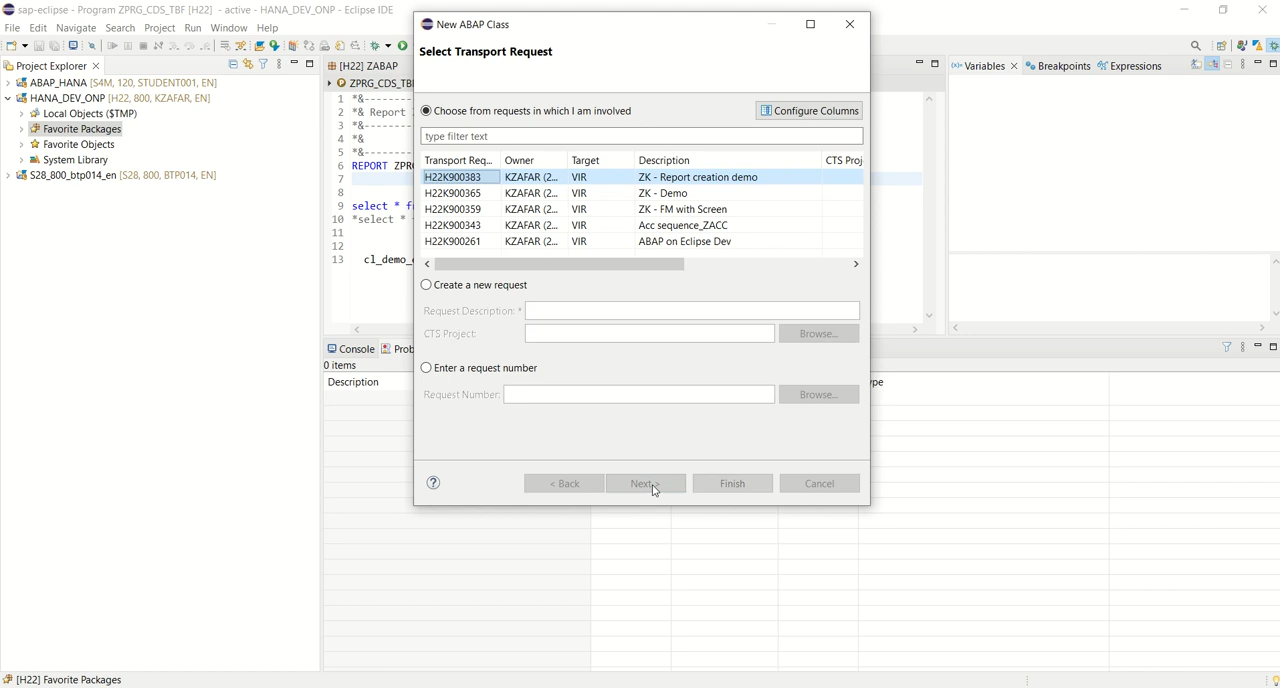 sap-eclipse - Program ZPRG_CDS_TBF [H22]  - active - HANA_DEV_ONP - Eclipse IDE
File Edit Navigate Search Project Run Window Help
Project Explorer
ABAP_HANA [S4M, 120, STUDENT001, EN]
HANA_DEV_ONP [H22, 800, KZAFAR, EN]
Local Objects ($TMP)
Favorite Packages
Favorite Objects
System Library
S28_800_btp014_en [S28, 800, BTP014, EN]
[H22] ZABAP
ZPRG_CDS_TB
1 *&----------
2 *& Report
3 *&----------
4 *&
5 *&----------
6 REPORT ZPR
7
8
9 select * f
10 *select *
11
12
13 cl_demo_
New ABAP Class
Select Transport Request
Choose from requests in which I am involved
Configure Columns
type filter text
Transport Req... Owner Target Description CTS Proj
H22K900383 KZAFAR (2... VIR ZK - Report creation demo
H22K900365 KZAFAR (2... VIR ZK - Demo
H22K900359 KZAFAR (2... VIR ZK - FM with Screen
H22K900343 KZAFAR (2... VIR Acc sequence_ZACC
H22K900261 KZAFAR (2... VIR ABAP on Eclipse Dev
Create a new request
Request Description: *
CTS Project:
Browse...
Enter a request number
Request Number:
Browse...
< Back Next > Finish Cancel
Variables Breakpoints Expressions
Console Prob
0 items
Description
ype
[H22] Favorite Packages